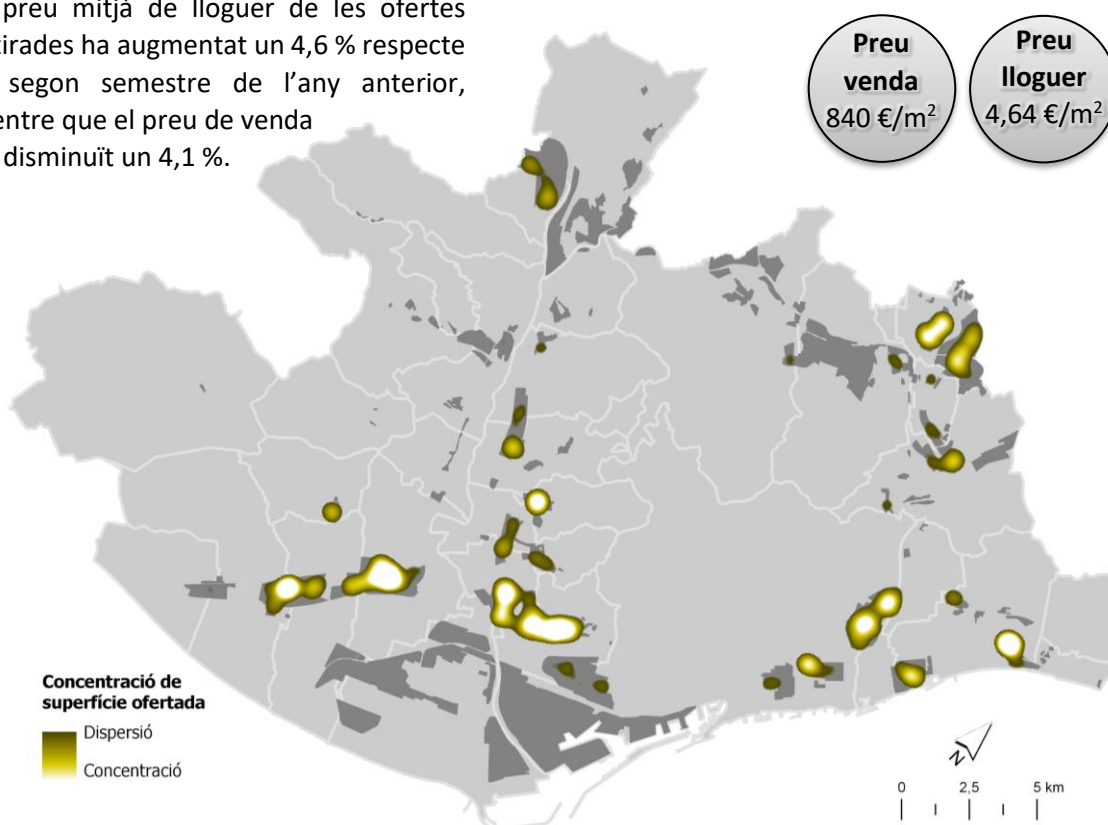 preu mitjà de lloguer de les ofertes
tirades ha augmentat un 4,6 % respecte
segon semestre de l’any anterior,
entre que el preu de venda
disminuït un 4,1 %.
Preu
venda
840 €/m²
Preu
lloguer
4,64 €/m²
Concentració de
superfície ofertada
Dispersió
Concentració
N
0 2,5 5 km